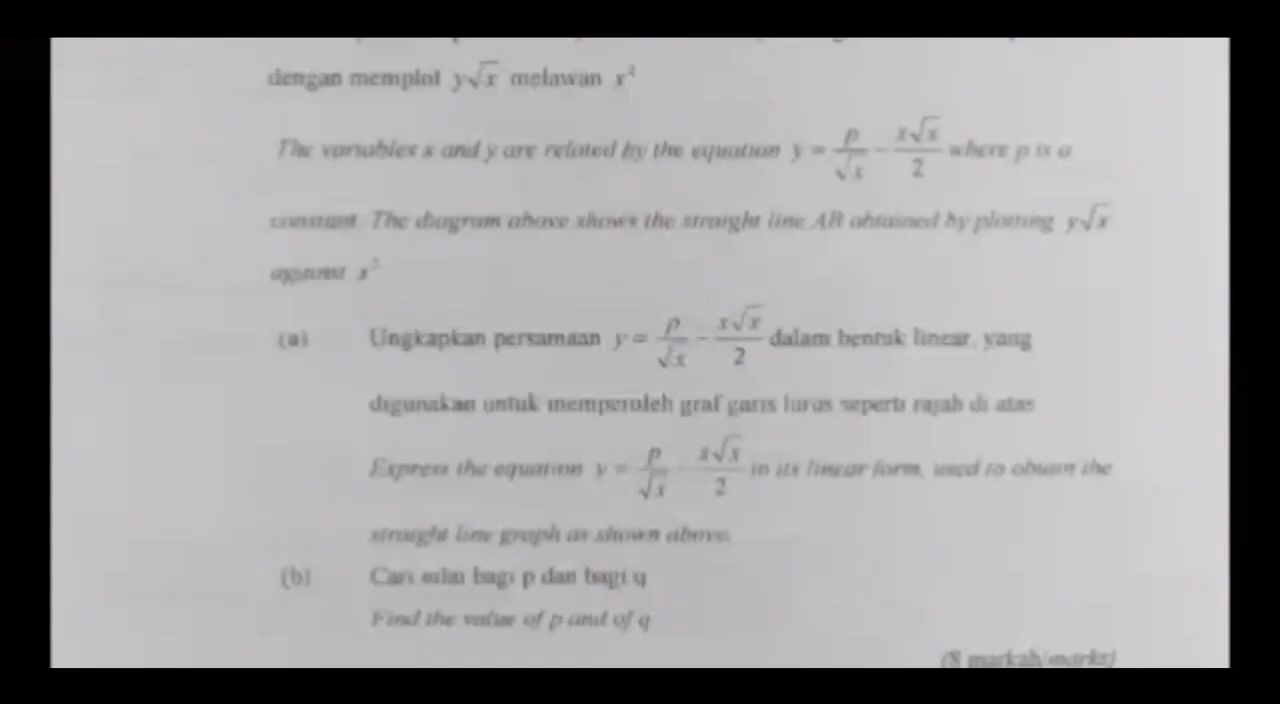 dengan memplot y√x melawan x²
The variables x and y are related by the equation y = p/√x - x√x/2 where p is a
constant. The diagram above shows the straight line AB obtained by plotting y√x
against x²
(a) Ungkapkan persamaan y = p/√x - x√x/2 dalam bentuk linear, yang
digunakan untuk memperoleh graf garis lurus seperti rajah di atas
Express the equation y = p/√x - x√x/2 in its linear form, used to obtain the
straight line graph as shown above.
(b) Cari nilai bagi p dan bagi q
Find the value of p and of q
(8 markah/marks)